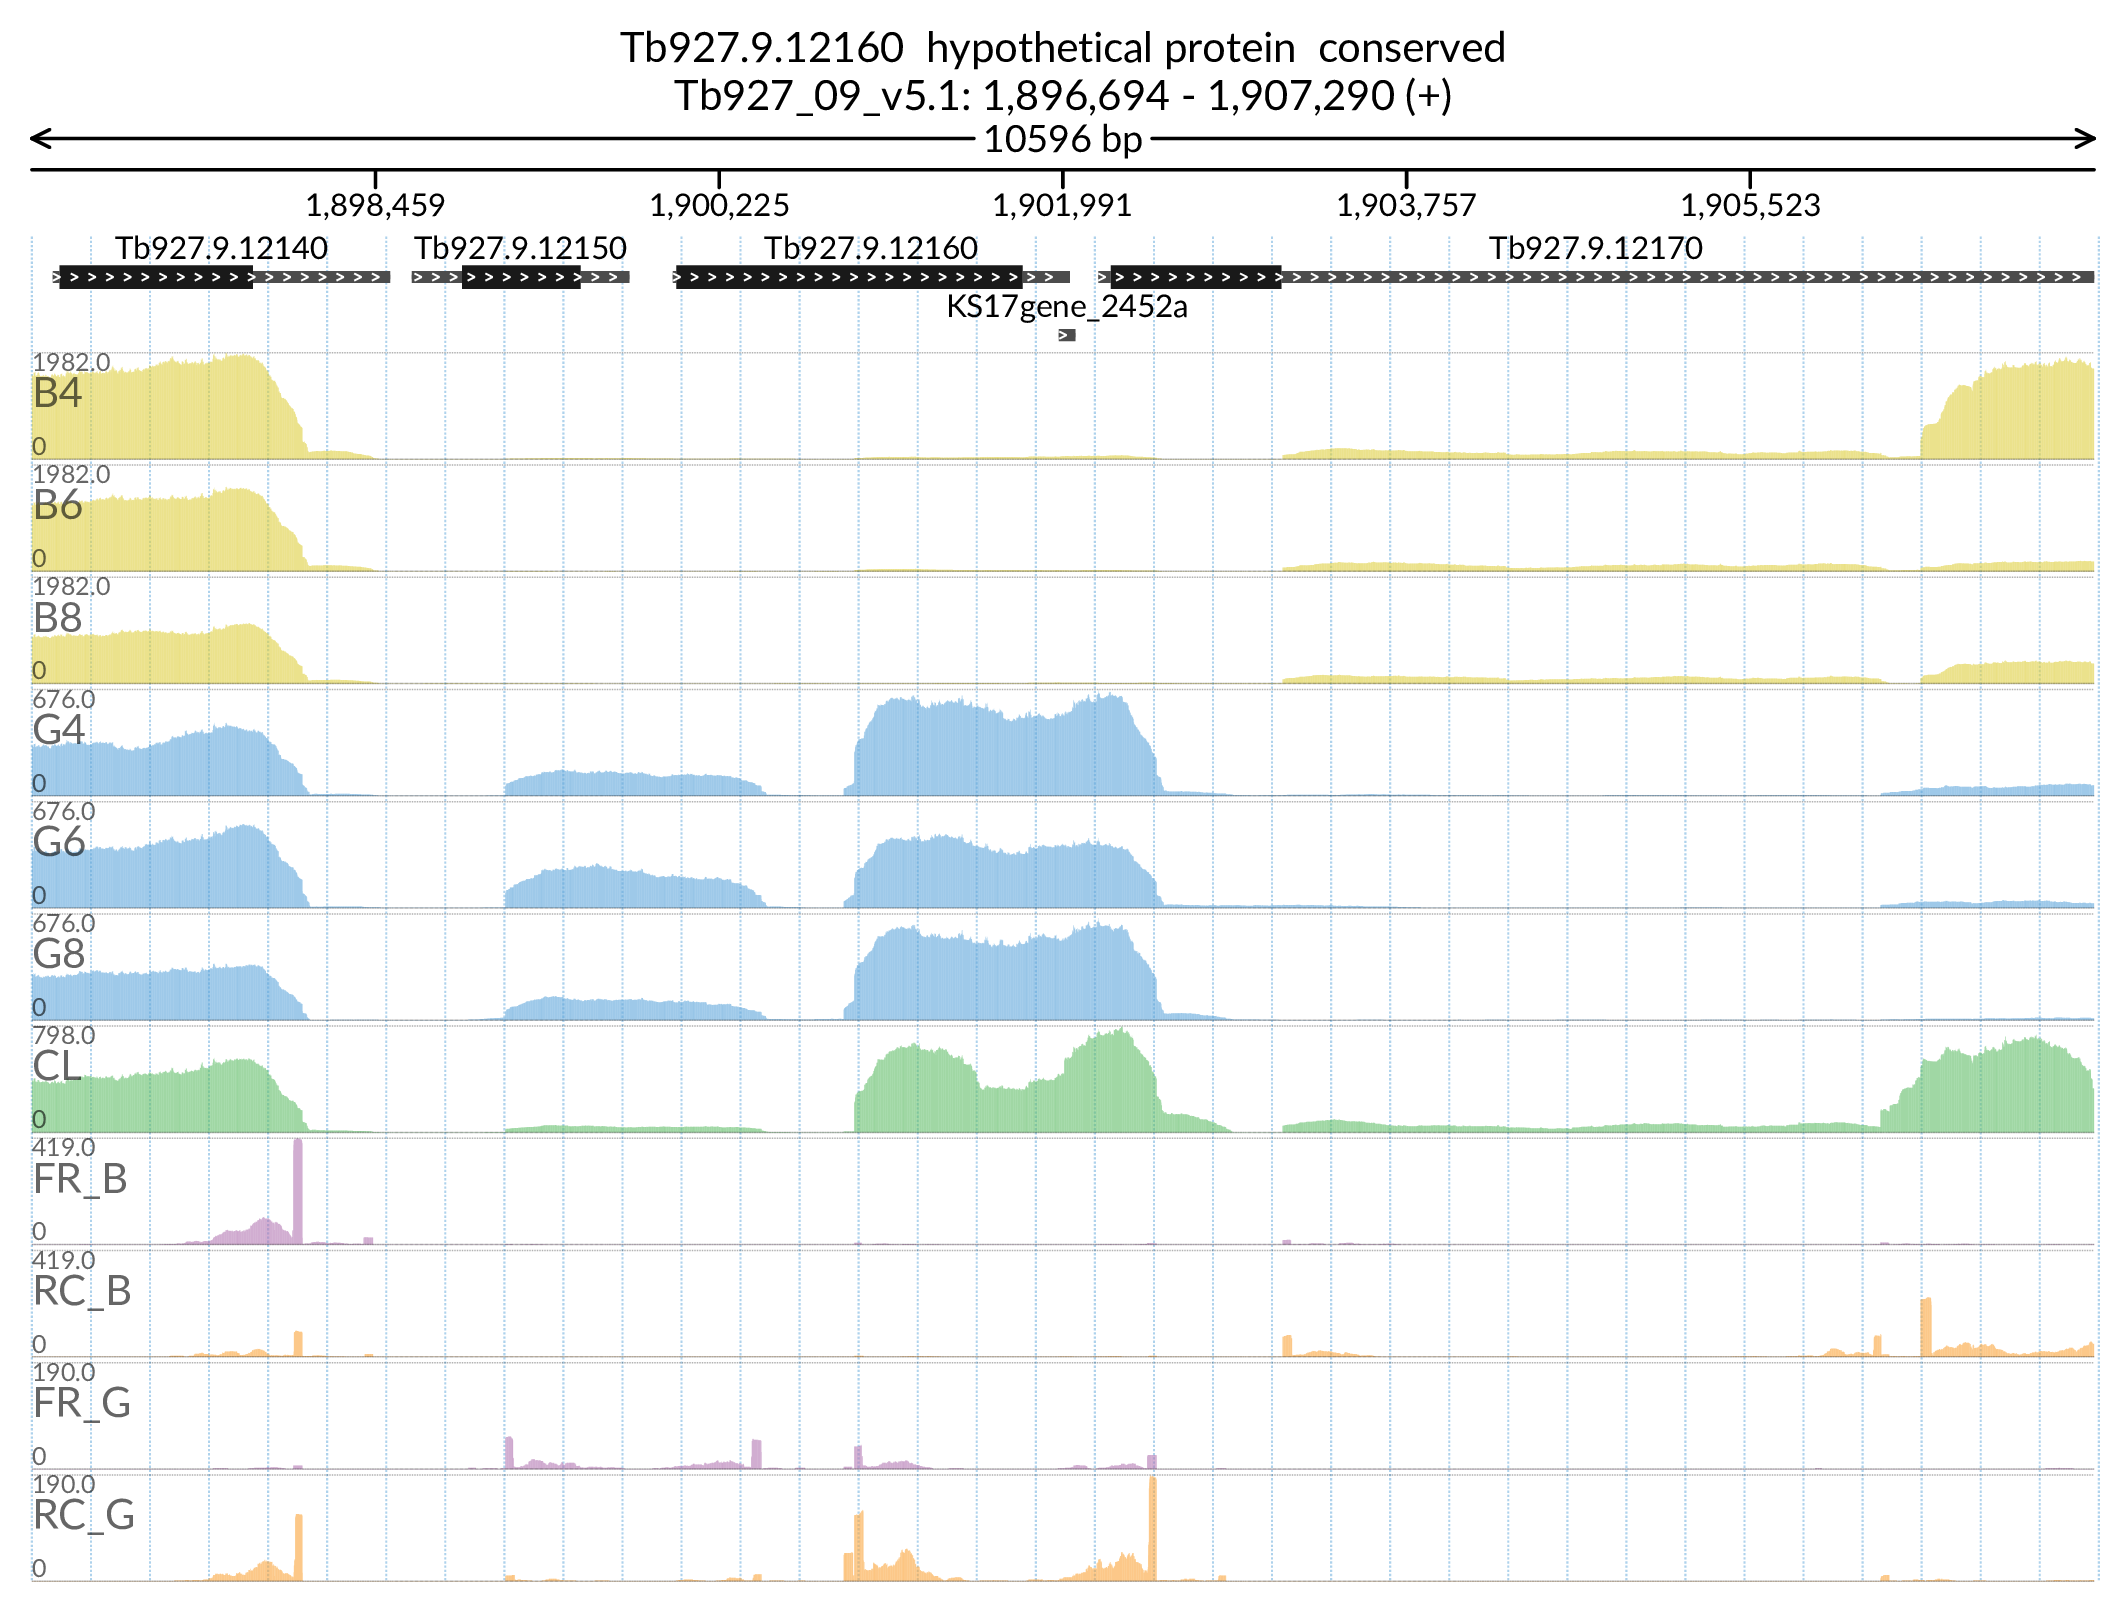 Tb927.9.12160  hypothetical protein  conserved
Tb927_09_v5.1: 1,896,694 - 1,907,290 (+)
10596 bp
1,898,459 1,900,225 1,901,991 1,903,757 1,905,523
Tb927.9.12140 Tb927.9.12150 Tb927.9.12160 Tb927.9.12170
KS17gene_2452a
1982.0
B4
0
1982.0
B6
0
1982.0
B8
0
676.0
G4
0
676.0
G6
0
676.0
G8
0
798.0
CL
0
419.0
FR_B
0
419.0
RC_B
0
190.0
FR_G
0
190.0
RC_G
0